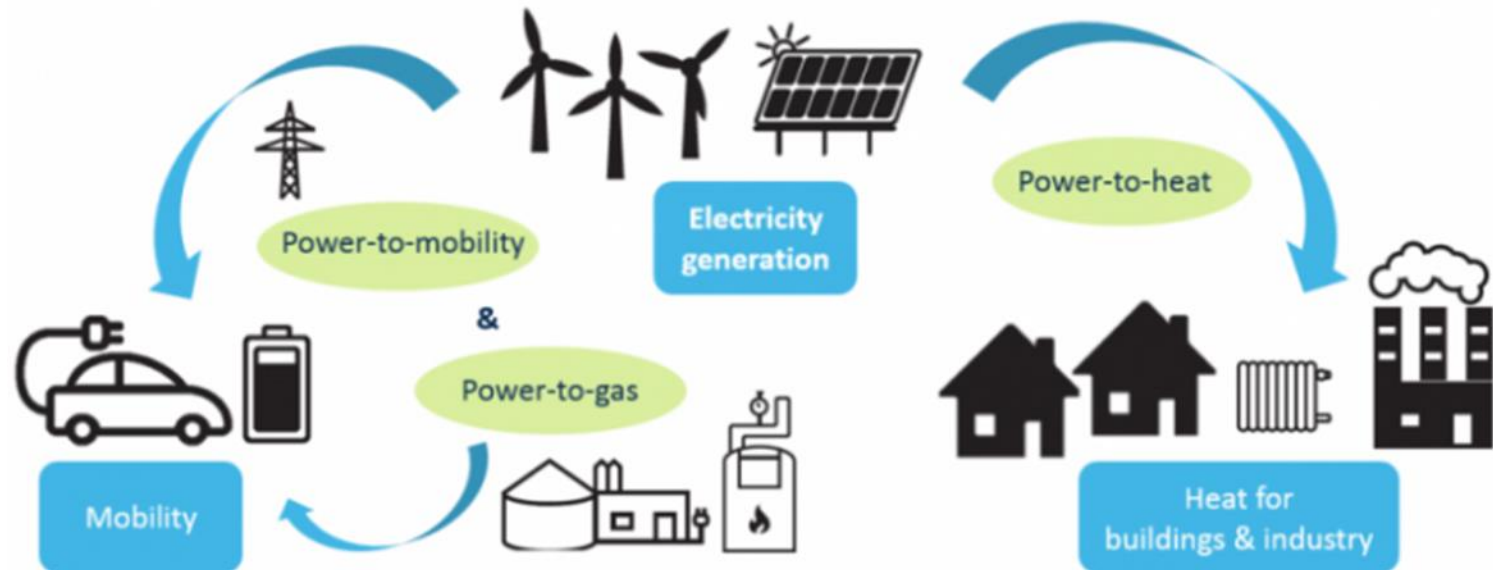 Power-to-heat
Electricity
generation
Power-to-mobility
&
Power-to-gas
Mobility
Heat for
buildings & industry